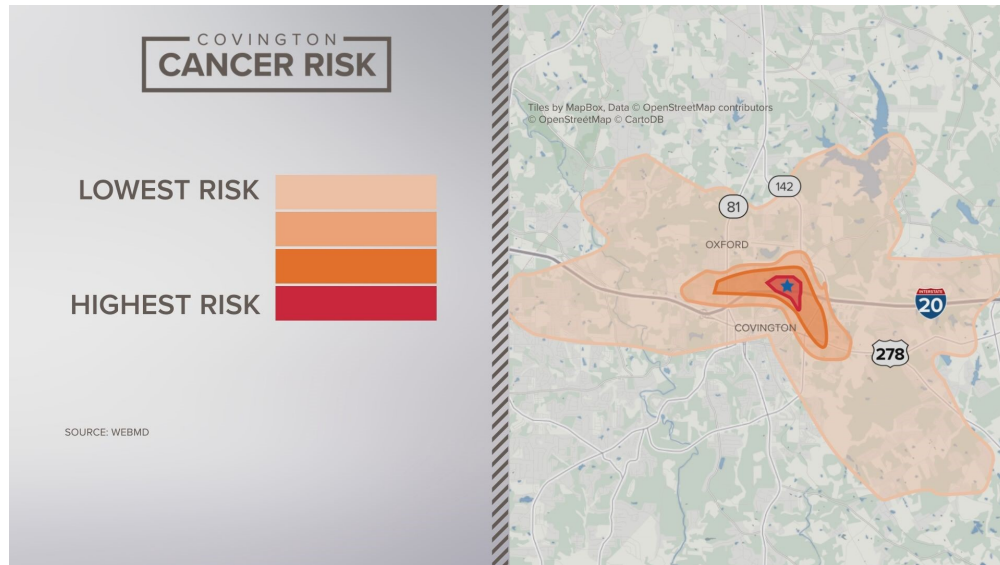 COVINGTON
CANCER RISK
LOWEST RISK
HIGHEST RISK
SOURCE: WEBMD
Tiles by MapBox, Data © OpenStreetMap contributors
© OpenStreetMap © CartoDB
142
81
OXFORD
INTERSTATE
20
COVINGTON
278